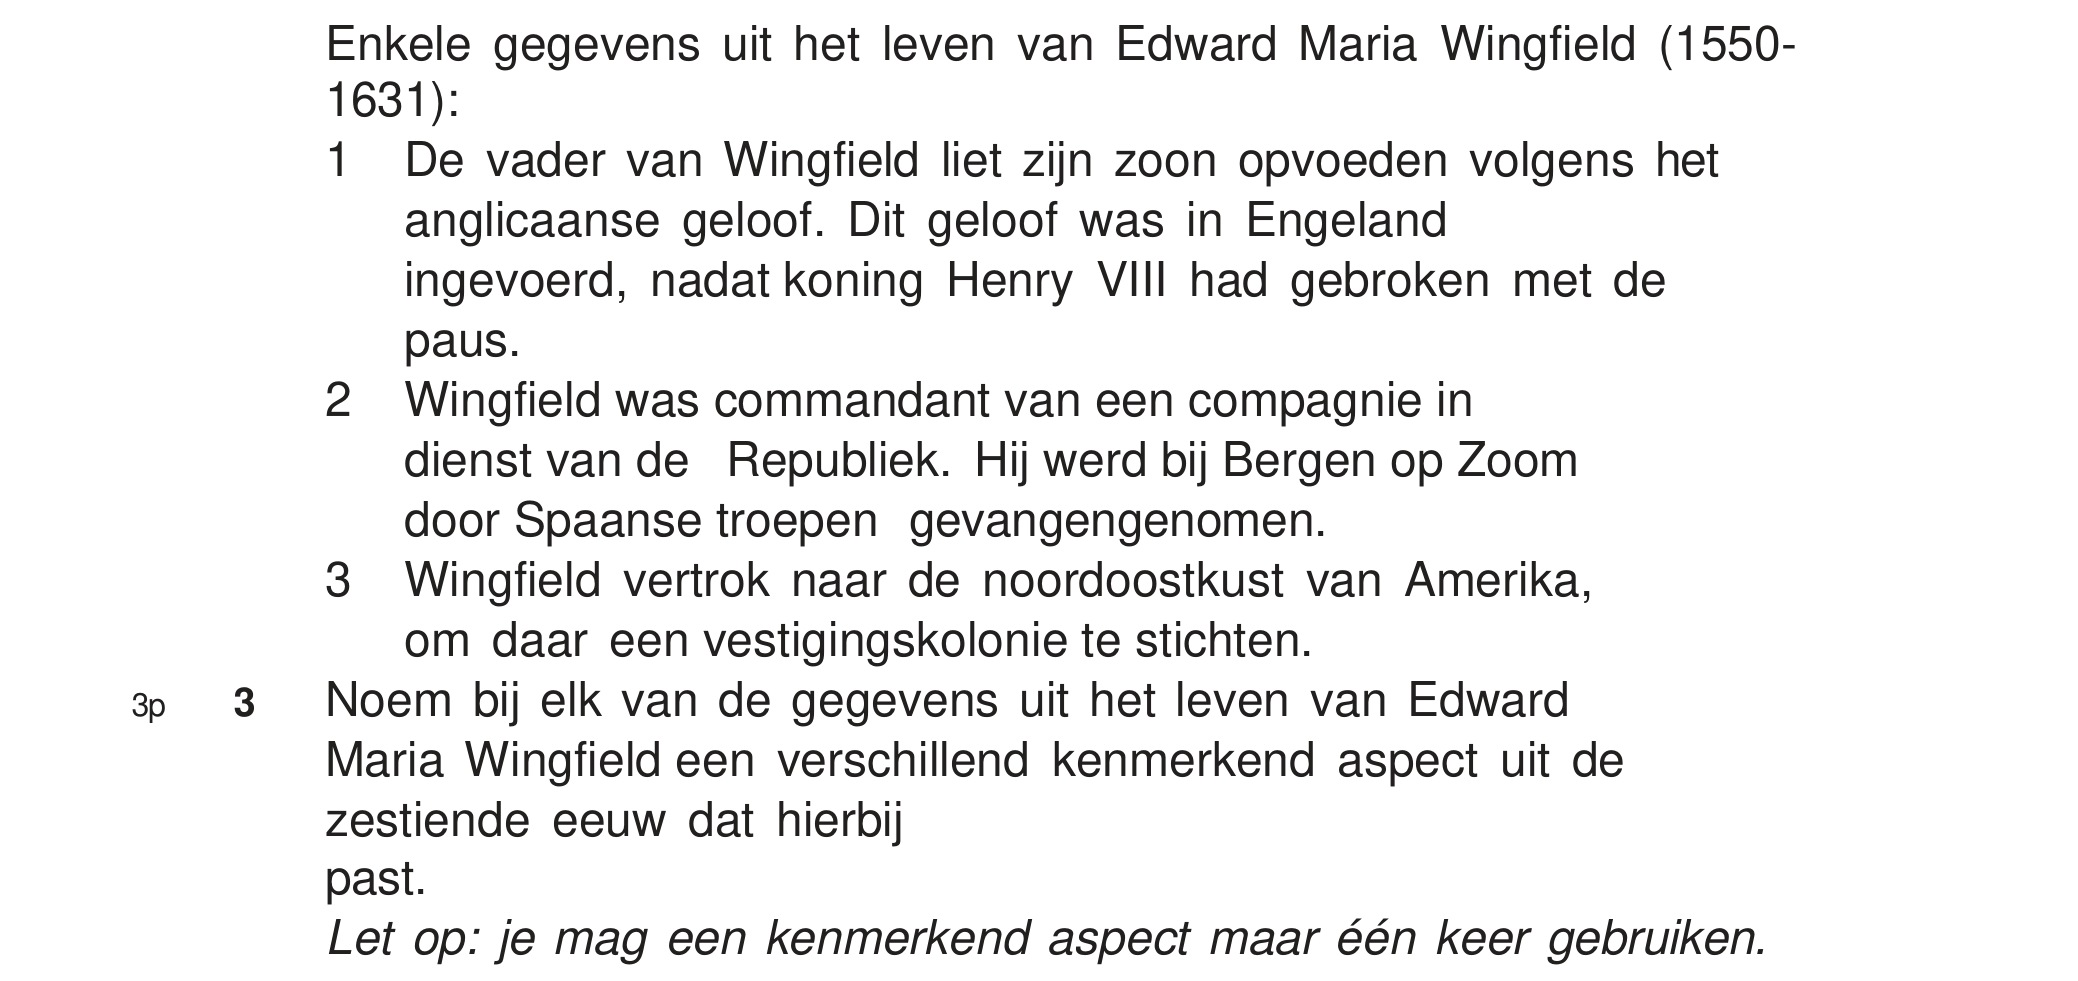 Enkele gegevens uit het leven van Edward Maria Wingfield (1550-
1631):
1 De vader van Wingfield liet zijn zoon opvoeden volgens het
anglicaanse geloof. Dit geloof was in Engeland
ingevoerd, nadat koning Henry VIII had gebroken met de
paus.
2 Wingfield was commandant van een compagnie in
dienst van de Republiek. Hij werd bij Bergen op Zoom
door Spaanse troepen gevangengenomen.
3 Wingfield vertrok naar de noordoostkust van Amerika,
om daar een vestigingskolonie te stichten.
3p 3 Noem bij elk van de gegevens uit het leven van Edward
Maria Wingfield een verschillend kenmerkend aspect uit de
zestiende eeuw dat hierbij
past.
Let op: je mag een kenmerkend aspect maar één keer gebruiken.